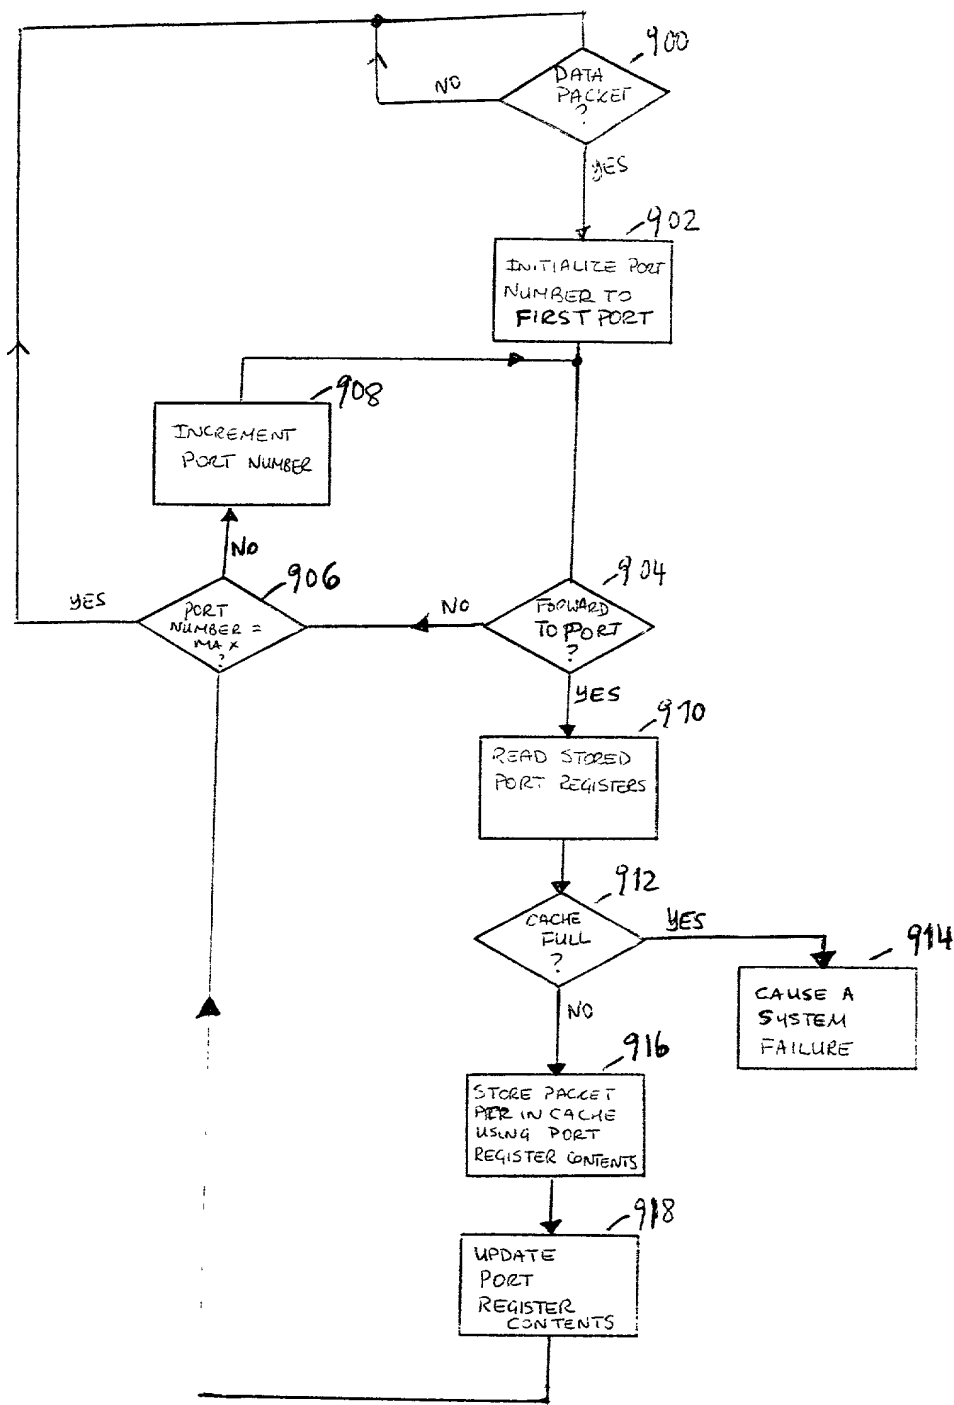 900
DATA
PACKET
?
NO
YES
902
INITIALIZE PORT
NUMBER TO
FIRST PORT
908
INCREMENT
PORT NUMBER
NO
906
PORT
NUMBER =
MAX
?
YES
NO
904
FORWARD
TO PORT
?
YES
910
READ STORED
PORT REGISTERS
912
CACHE
FULL
?
YES
914
CAUSE A
SYSTEM
FAILURE
NO
916
STORE PACKET
IN CACHE
USING PORT
REGISTER CONTENTS
918
UPDATE
PORT
REGISTER
CONTENTS